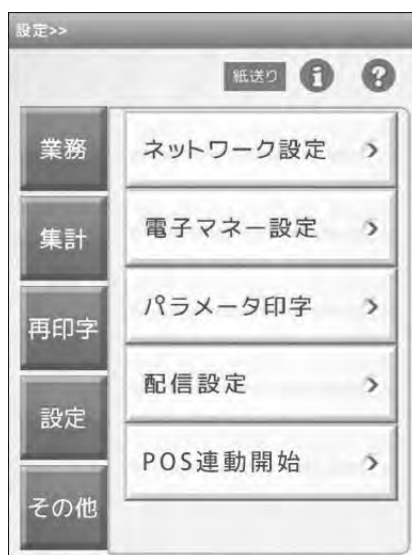 設定>>
紙送り
業務
集計
再印字
設定
その他
ネットワーク設定
電子マネー設定
パラメータ印字
配信設定
POS連動開始